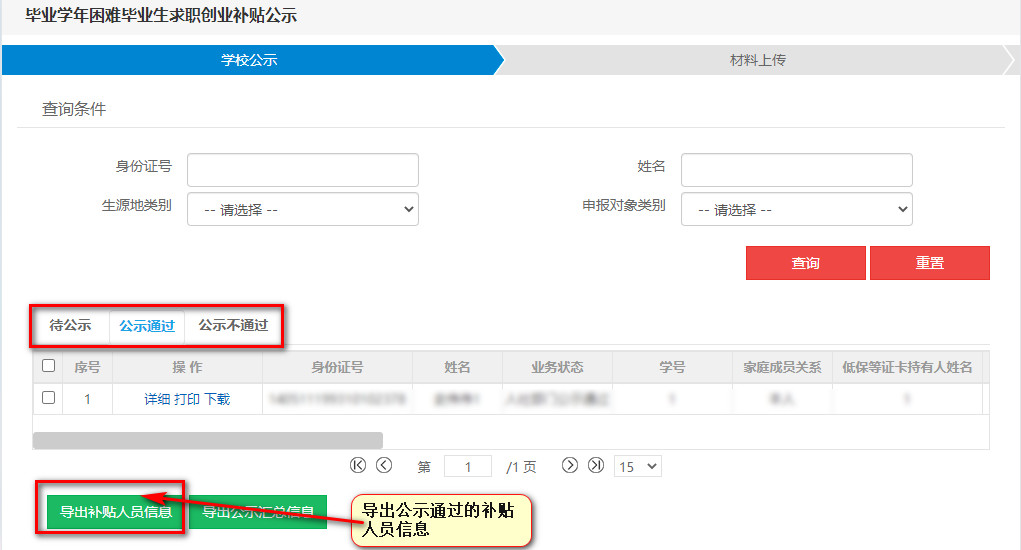 毕业学年困难毕业生求职创业补贴公示
学校公示 材料上传
查询条件
身份证号 姓名
生源地类别 -- 请选择 -- 申报对象类别 -- 请选择 --
查询 重置
待公示 公示通过 公示不通过
序号 操 作 身份证号 姓名 业务状态 学号 家庭成员关系 低保等证卡持有人姓名
1 详细 打印 下载
第 1 /1 页 15
导出补贴人员信息 导出公示汇总信息
导出公示通过的补贴
人员信息